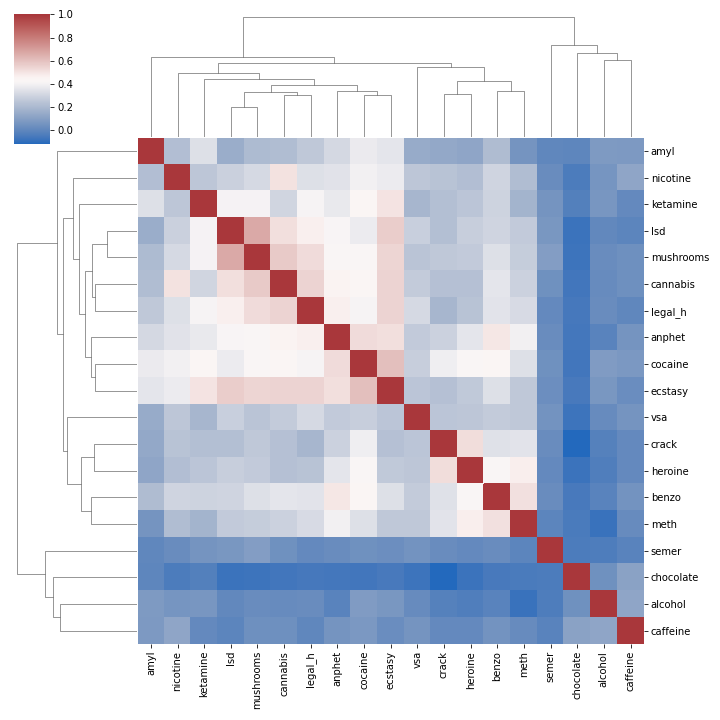 1.0
0.8
0.6
0.4
0.2
0.0
amyl
nicotine
ketamine
lsd
mushrooms
cannabis
legal_h
anphet
cocaine
ecstasy
vsa
crack
heroine
benzo
meth
semer
chocolate
alcohol
caffeine
amyl
nicotine
ketamine
lsd
mushrooms
cannabis
legal_h
anphet
cocaine
ecstasy
vsa
crack
heroine
benzo
meth
semer
chocolate
alcohol
caffeine